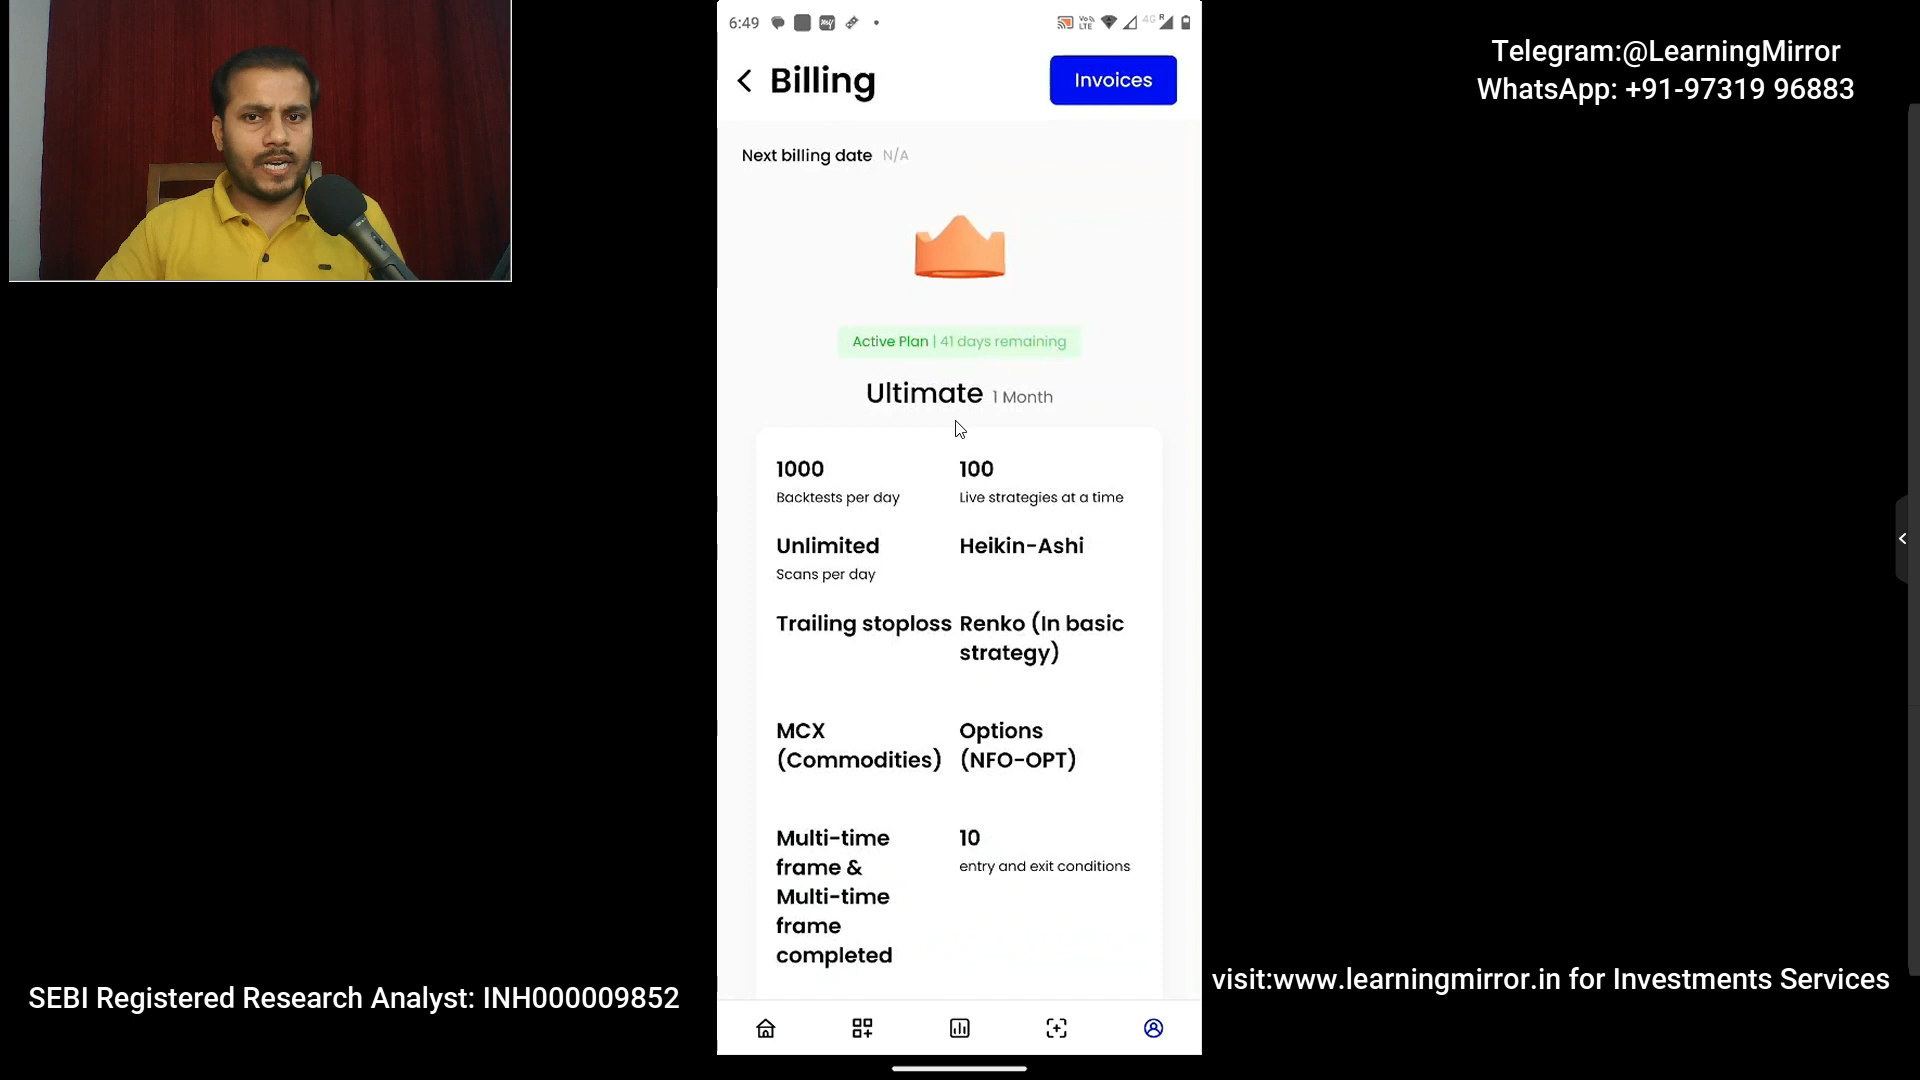 6:49
Telegram:@LearningMirror
WhatsApp: +91-97319 96883
Billing
Invoices
Next billing date N/A
Active Plan | 41 days remaining
Ultimate 1 Month
1000
Backtests per day
100
Live strategies at a time
Unlimited
Scans per day
Heikin-Ashi
Trailing stoploss
Renko (In basic
strategy)
MCX
(Commodities)
Options
(NFO-OPT)
Multi-time
frame &
Multi-time
frame
completed
10
entry and exit conditions
SEBI Registered Research Analyst: INH000009852
visit:www.learningmirror.in for Investments Services